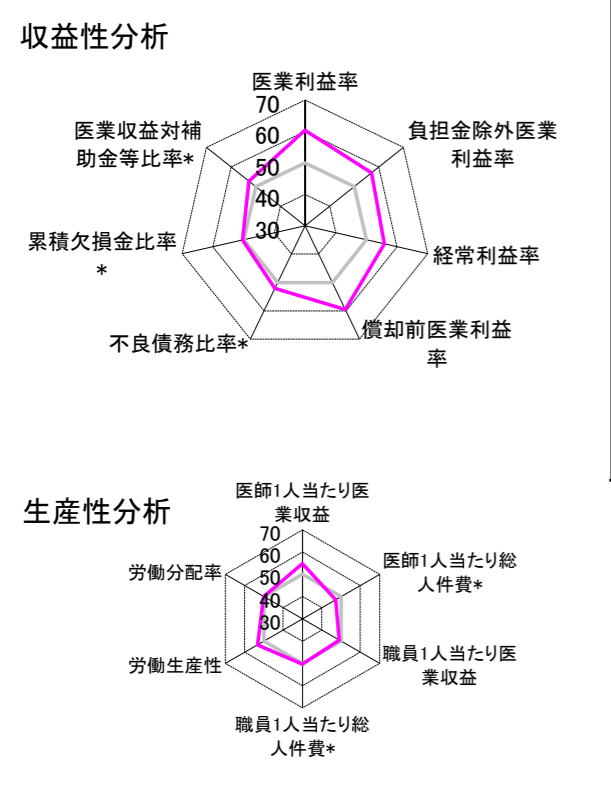 収益性分析
医業利益率
70
60
50
40
30
負担金除外医業
利益率
経常利益率
償却前医業利益
率
不良債務比率*
累積欠損金比率
*
医業収益対補
助金等比率*
生産性分析
医師1人当たり医
業収益
70
60
50
40
30
医師1人当たり総
人件費*
職員1人当たり医
業収益
職員1人当たり総
人件費*
労働生産性
労働分配率